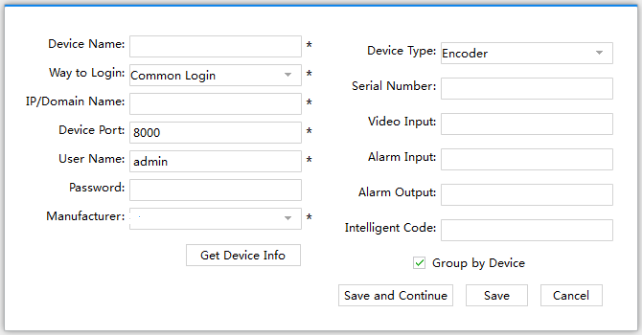 Device Name: *
Way to Login: Common Login *
IP/Domain Name: *
Device Port: 8000 *
User Name: admin *
Password:
Manufacturer: *
Get Device Info
Device Type: Encoder
Serial Number:
Video Input:
Alarm Input:
Alarm Output:
Intelligent Code:
Group by Device
Save and Continue Save Cancel